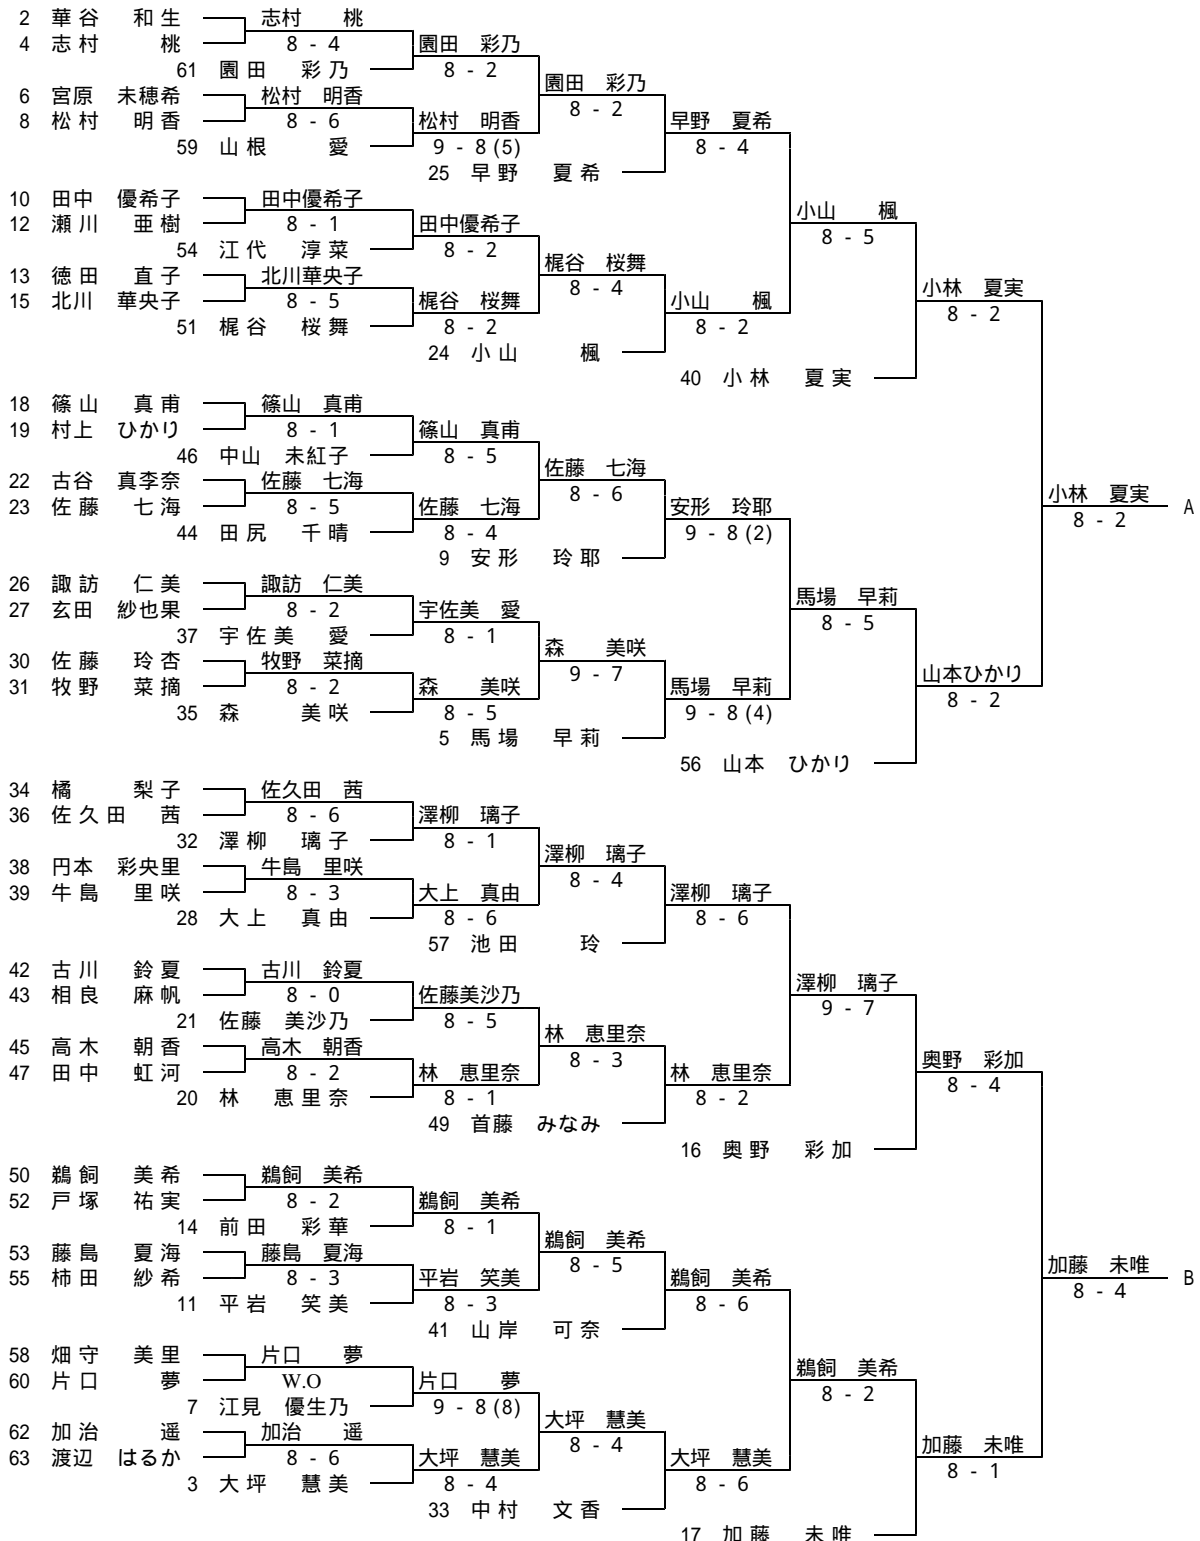 2 華谷 和生 志村 桃
4 志村 桃 8 - 4 園田 彩乃
61 園田 彩乃 8 - 2 園田 彩乃
6 宮原 未穂希 松村 明香 8 - 2 早野 夏希
8 松村 明香 8 - 6 松村 明香 8 - 4
59 山根 愛 9 - 8 (5)
25 早野 夏希
10 田中 優希子 田中優希子 小山 楓
12 瀬川 亜樹 8 - 1 田中優希子 8 - 5
54 江代 淳菜 8 - 2 梶谷 桜舞
13 徳田 直子 北川華央子 8 - 4 小林 夏実
15 北川 華央子 8 - 5 梶谷 桜舞 小山 楓 8 - 2
51 梶谷 桜舞 8 - 2 8 - 2
24 小山 楓
40 小林 夏実
18 篠山 真甫 篠山 真甫
19 村上 ひかり 8 - 1 篠山 真甫
46 中山 未紅子 8 - 5 佐藤 七海
22 古谷 真李奈 佐藤 七海 8 - 6 小林 夏実 A
23 佐藤 七海 8 - 5 佐藤 七海 安形 玲耶 8 - 2
44 田尻 千晴 8 - 4 9 - 8 (2)
9 安形 玲耶
26 諏訪 仁美 諏訪 仁美 馬場 早莉
27 玄田 紗也果 8 - 2 宇佐美 愛 8 - 5
37 宇佐美 愛 8 - 1 森 美咲
30 佐藤 玲杏 牧野 菜摘 9 - 7 山本ひかり
31 牧野 菜摘 8 - 2 森 美咲 馬場 早莉 8 - 2
35 森 美咲 8 - 5 9 - 8 (4)
5 馬場 早莉
56 山本 ひかり
34 橘 梨子 佐久田 茜
36 佐久田 茜 8 - 6 澤柳 璃子
32 澤柳 璃子 8 - 1 澤柳 璃子
38 円本 彩央里 牛島 里咲 8 - 4
39 牛島 里咲 8 - 3 大上 真由 澤柳 璃子
28 大上 真由 8 - 6 8 - 6
57 池田 玲
42 古川 鈴夏 古川 鈴夏 澤柳 璃子
43 相良 麻帆 8 - 0 佐藤美沙乃 9 - 7
21 佐藤 美沙乃 8 - 5 林 恵里奈
45 高木 朝香 高木 朝香 8 - 3 奥野 彩加
47 田中 虹河 8 - 2 林 恵里奈 林 恵里奈 8 - 4
20 林 恵里奈 8 - 1 8 - 2
49 首藤 みなみ
16 奥野 彩加
50 鵜飼 美希 鵜飼 美希
52 戸塚 祐実 8 - 2 鵜飼 美希
14 前田 彩華 8 - 1 鵜飼 美希
53 藤島 夏海 藤島 夏海 8 - 5 加藤 未唯 B
55 柿田 紗希 8 - 3 平岩 笑美 鵜飼 美希 8 - 4
11 平岩 笑美 8 - 3 8 - 6
41 山岸 可奈
58 畑守 美里 片口 夢 鵜飼 美希
60 片口 夢 W.O 片口 夢 8 - 2
7 江見 優生乃 9 - 8 (8) 大坪 慧美
62 加治 遥 加治 遥 8 - 4 加藤 未唯
63 渡辺 はるか 8 - 6 大坪 慧美 大坪 慧美 8 - 1
3 大坪 慧美 8 - 4 8 - 6
33 中村 文香
17 加藤 未唯